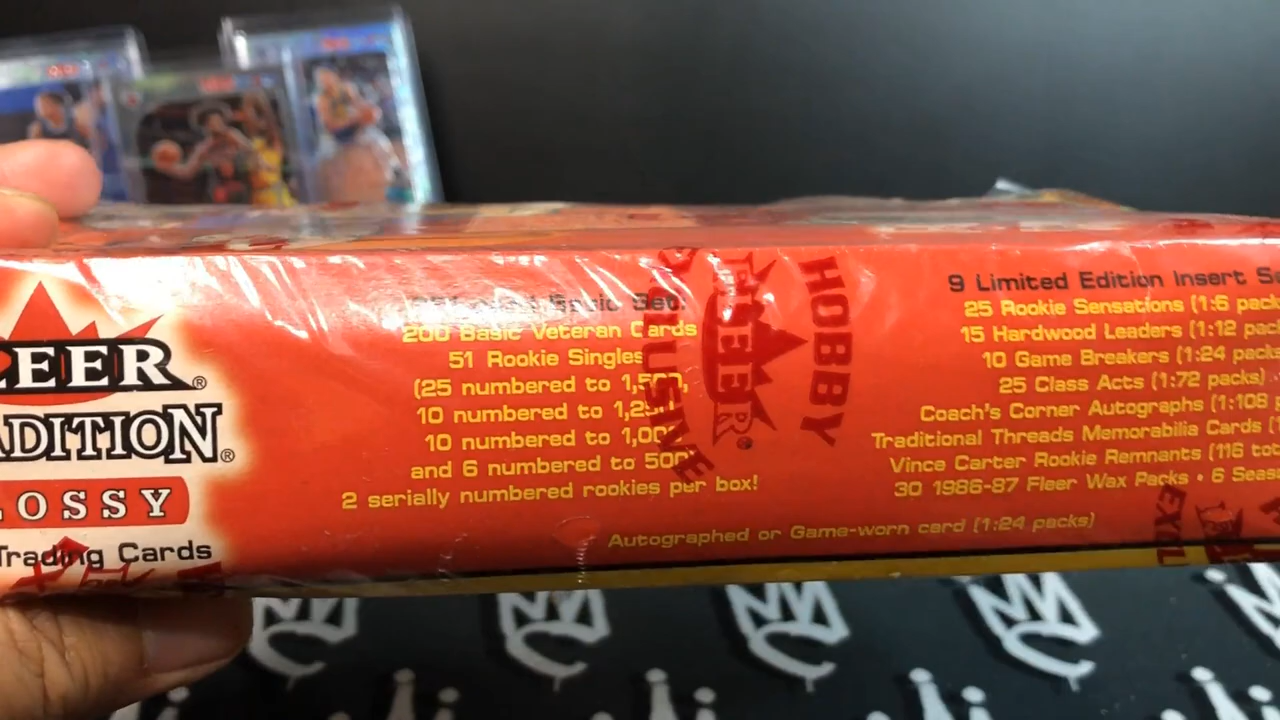 FLEER®
TRADITION®
GLOSSY
Trading Cards
Basic Set:
200 Basic Veteran Cards
51 Rookie Singles
(25 numbered to 1,500,
10 numbered to 1,250,
10 numbered to 1,000
and 6 numbered to 500)
2 serially numbered rookies per box!
Autographed or Game-worn card (1:24 packs)
EXCLUSIVE
FLEER®
HOBBY
9 Limited Edition Insert
25 Rookie Sensations (1:6 pack
15 Hardwood Leaders (1:12 pac
10 Game Breakers (1:24 packs
25 Class Acts (1:72 packs)
Coach's Corner Autographs (1:108
Traditional Threads Memorabilia Cards
Vince Carter Rookie Remnants (116 tot
30 1986-87 Fleer Wax Packs • 6 Seas
EXCLU